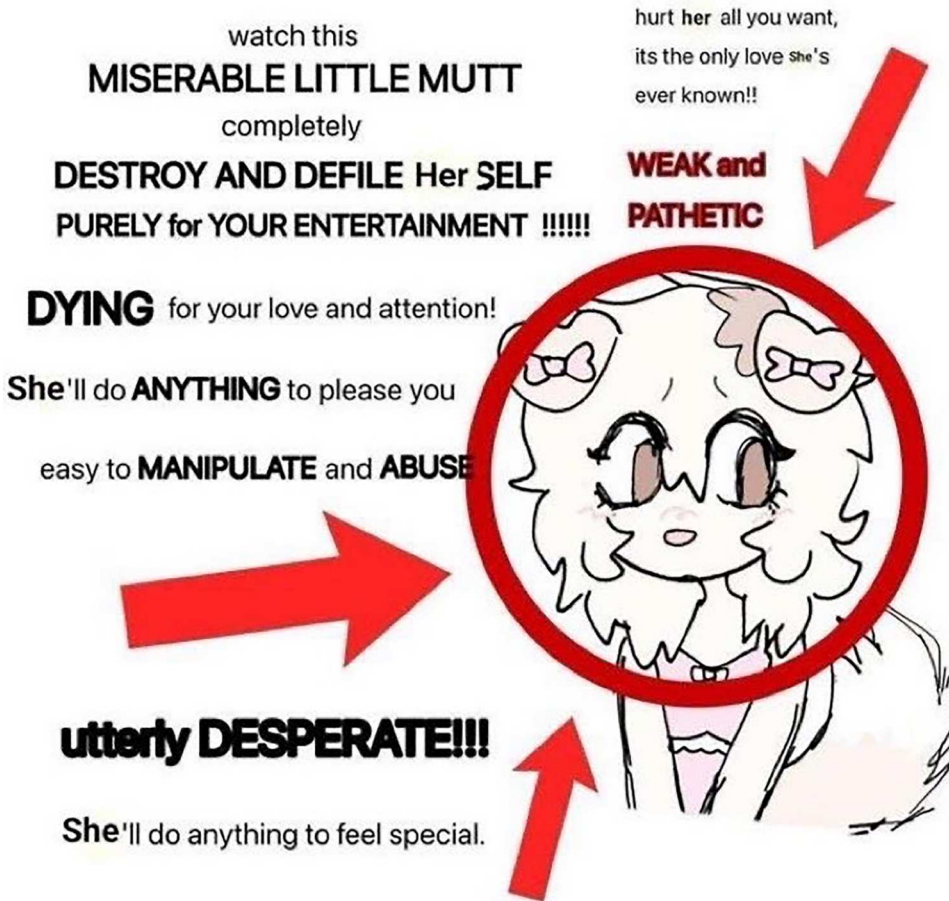 watch this
MISERABLE LITTLE MUTT
completely
DESTROY AND DEFILE Her SELF
PURELY for YOUR ENTERTAINMENT !!!!!!
hurt her all you want,
its the only love She's
ever known!!
WEAK and
PATHETIC
DYING for your love and attention!
She'll do ANYTHING to please you
easy to MANIPULATE and ABUSE
utterly DESPERATE!!!
She'll do anything to feel special.